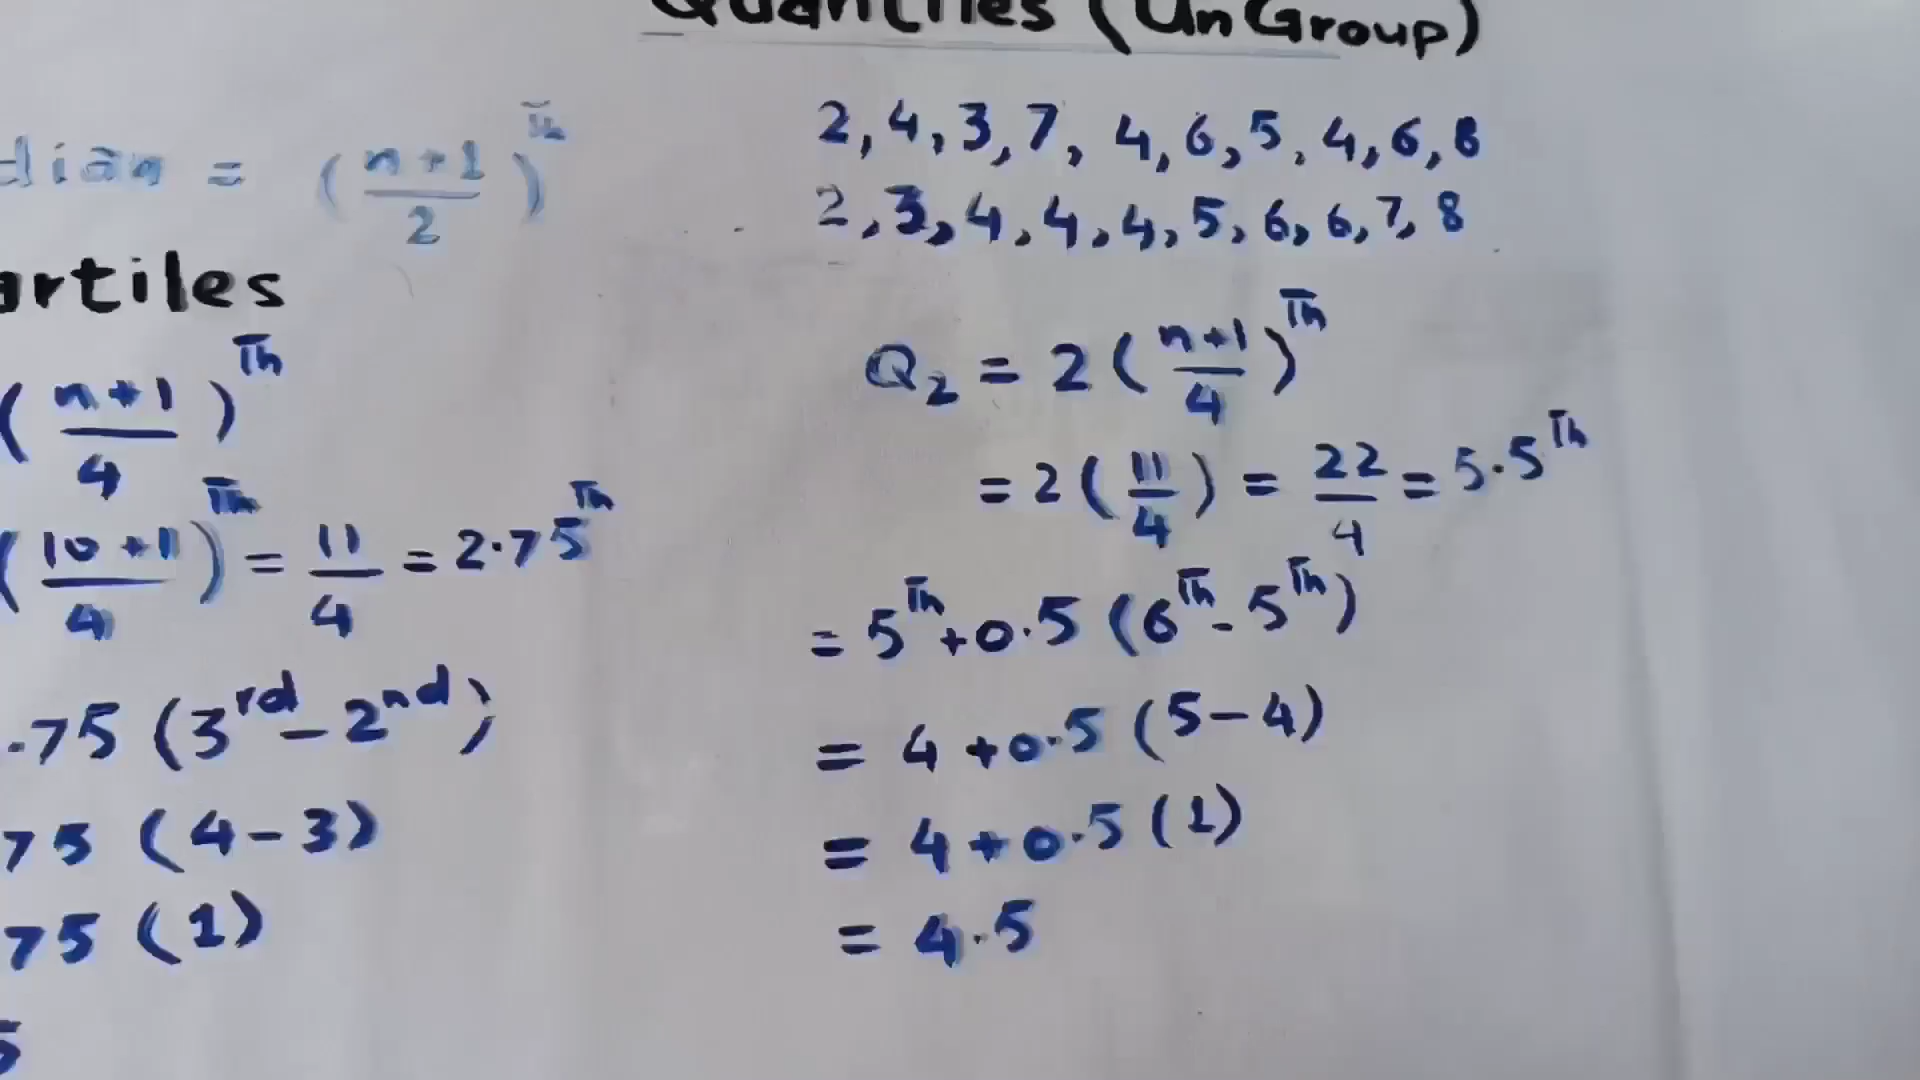 Quantiles (UnGroup)
dian = (n+1/2)th
2, 4, 3, 7, 4, 6, 5, 4, 6, 8
2, 3, 4, 4, 4, 5, 6, 6, 7, 8
artiles
(n+1/4)th
(10+1/4)th = 11/4 = 2.75th
.75 (3rd - 2nd)
75 (4-3)
75 (1)
5
Q2 = 2(n+1/4)th
= 2(11/4) = 22/4 = 5.5th
= 5th + 0.5 (6th - 5th)
= 4 + 0.5 (5-4)
= 4 + 0.5 (1)
= 4.5